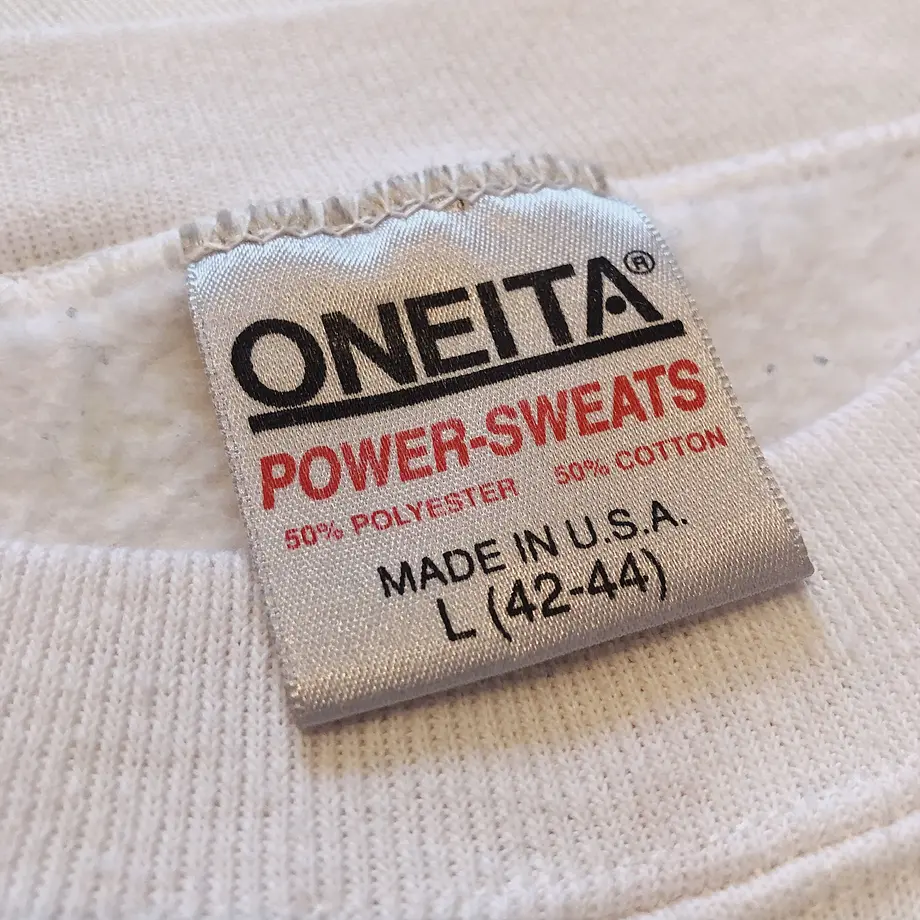 ONEITA®
POWER-SWEATS
50% POLYESTER 50% COTTON
MADE IN U.S.A.
L (42-44)